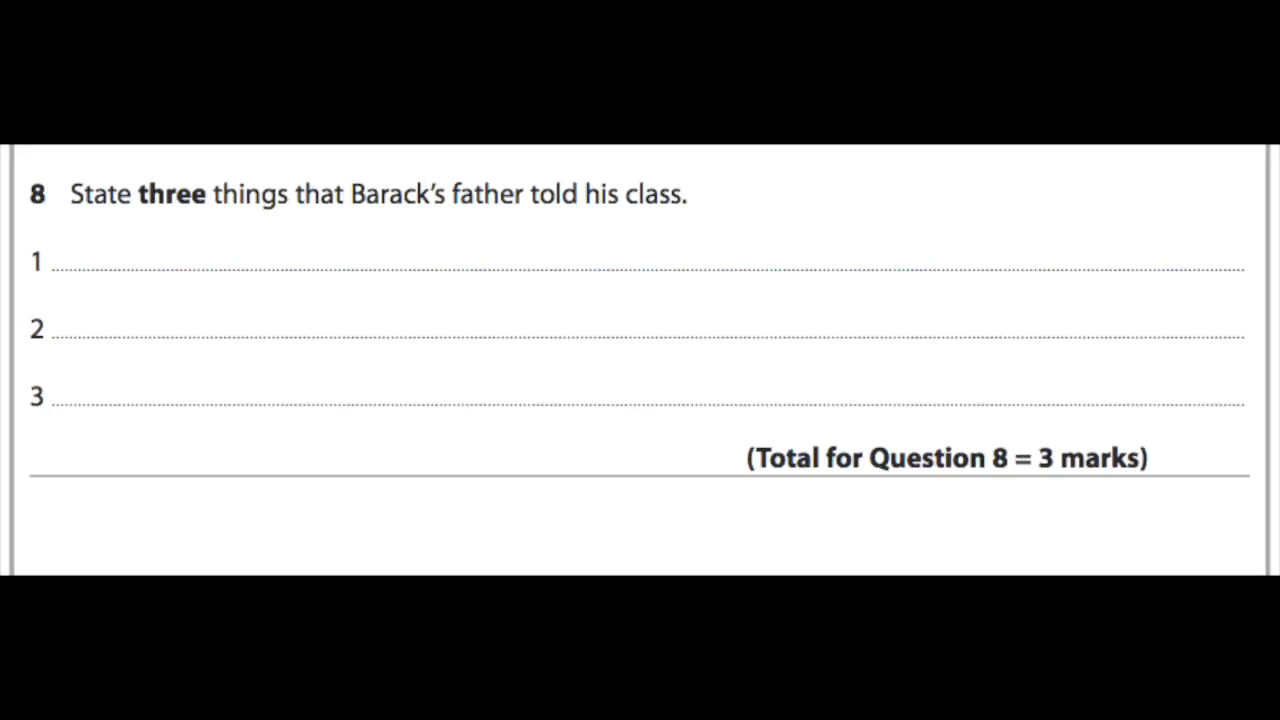 8 State three things that Barack's father told his class.
1
2
3
(Total for Question 8 = 3 marks)